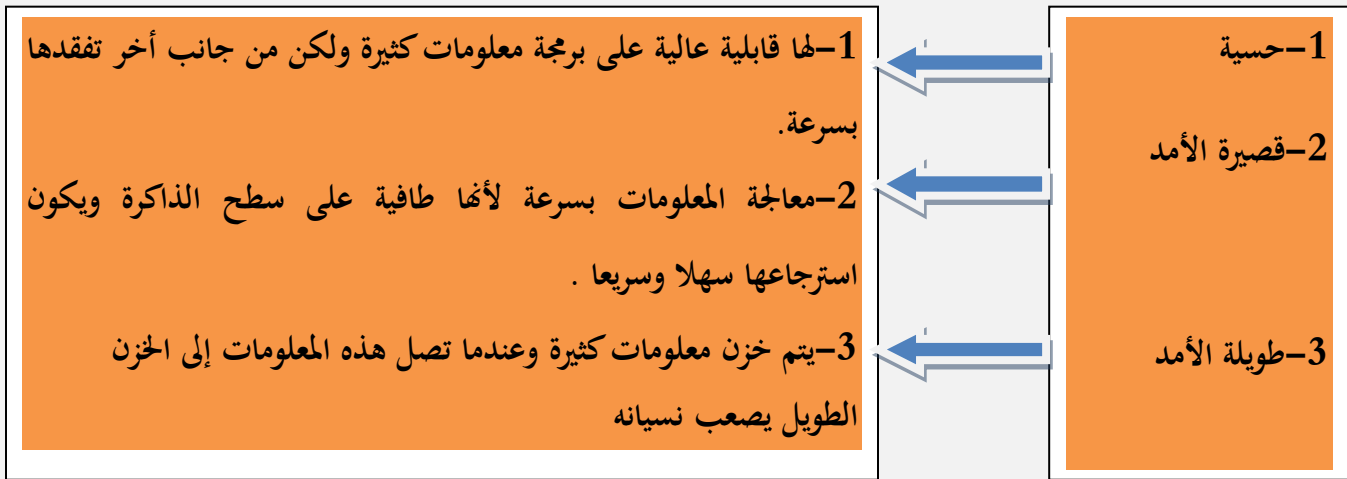 1–حسية
2–قصيرة الأمد
3–طويلة الأمد
1–لها قابلية عالية على برمجة معلومات كثيرة ولكن من جانب أخر تفقدها
بسرعة.
2–معالجة المعلومات بسرعة لأنها طافية على سطح الذاكرة ويكون
استرجاعها سهلا وسريعا .
3–يتم خزن معلومات كثيرة وعندما تصل هذه المعلومات إلى الخزن
الطويل يصعب نسيانه